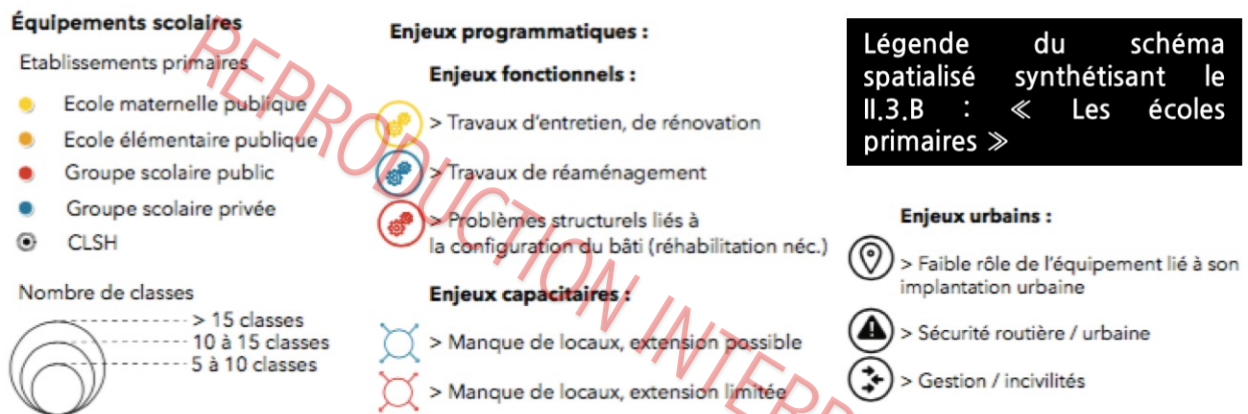 Équipements scolaires
Etablissements primaires
Ecole maternelle publique
Ecole élémentaire publique
Groupe scolaire public
Groupe scolaire privée
CLSH
Nombre de classes
> 15 classes
10 à 15 classes
5 à 10 classes
Enjeux programmatiques :
Enjeux fonctionnels :
> Travaux d'entretien, de rénovation
> Travaux de réaménagement
> Problèmes structurels liés à
la configuration du bâti (réhabilitation néc.)
Enjeux capacitaires :
> Manque de locaux, extension possible
> Manque de locaux, extension limitée
Légende du schéma
spatialisé synthétisant le
II.3.B : « Les écoles
primaires »
Enjeux urbains :
> Faible rôle de l'équipement lié à son
implantation urbaine
> Sécurité routière / urbaine
> Gestion / incivilités
REPRODUCTION INTERD